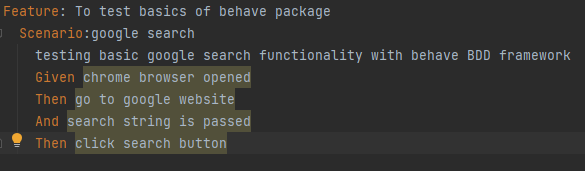 Feature: To test basics of behave package
Scenario:google search
testing basic google search functionality with behave BDD framework
Given chrome browser opened
Then go to google website
And search string is passed
Then click search button